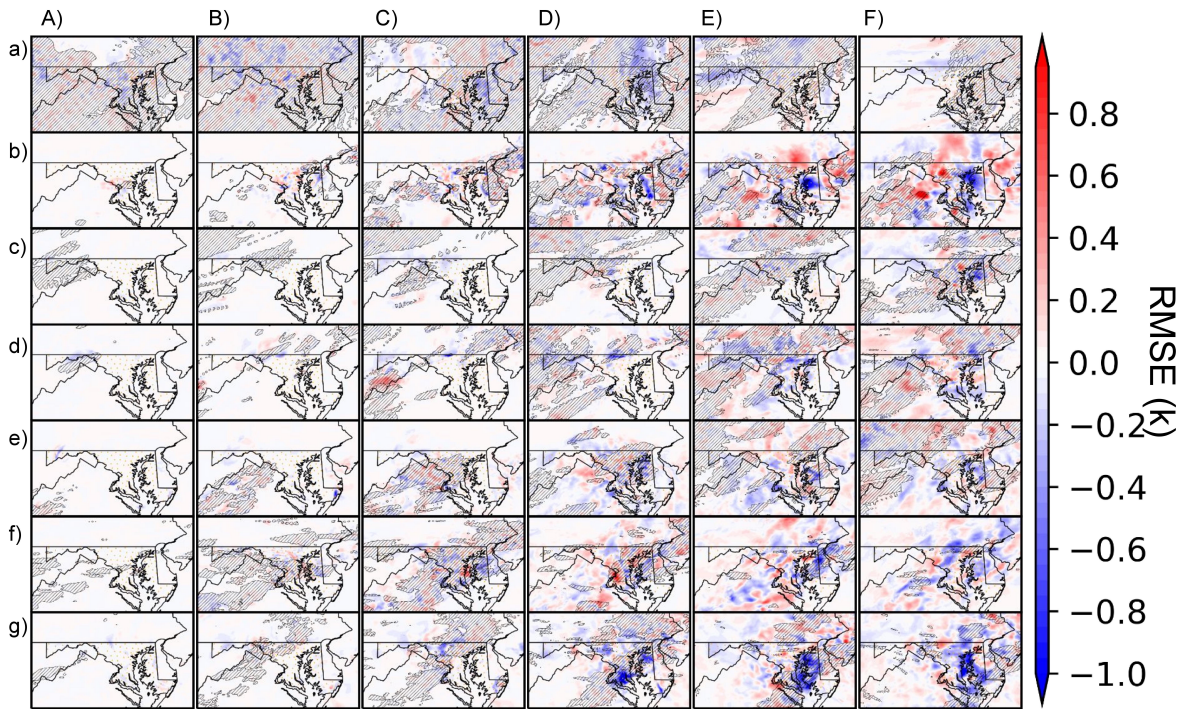 A) B) C) D) E) F)
a)
b)
c)
d)
e)
f)
g)
0.8
0.6
0.4
0.2
0.0
−0.2
−0.4
−0.6
−0.8
−1.0
RMSE (k)